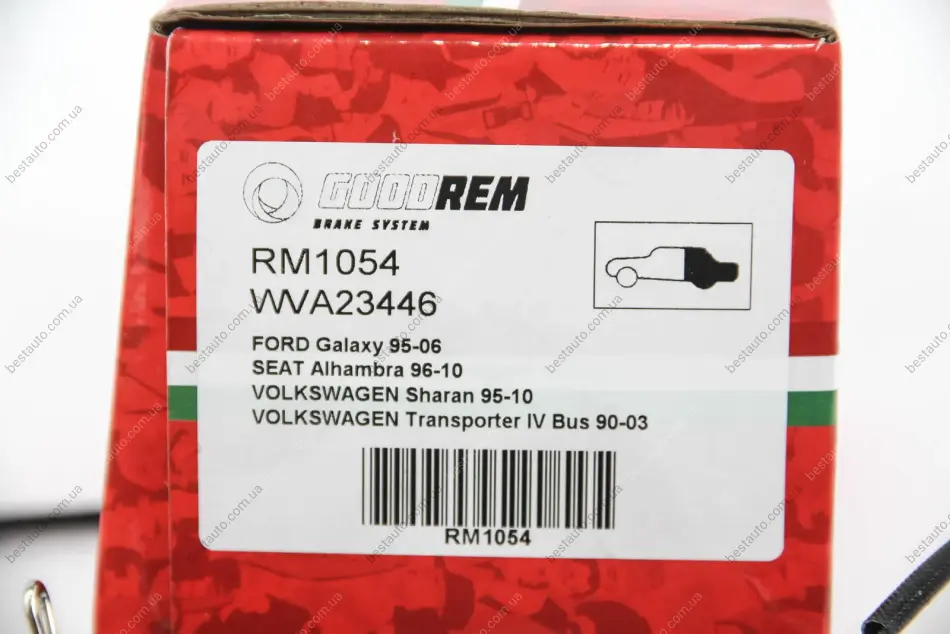 GOODREM
BRAKE SYSTEM
RM1054
WVA23446
FORD Galaxy 95-06
SEAT Alhambra 96-10
VOLKSWAGEN Sharan 95-10
VOLKSWAGEN Transporter IV Bus 90-03
RM1054
bestauto.com.ua